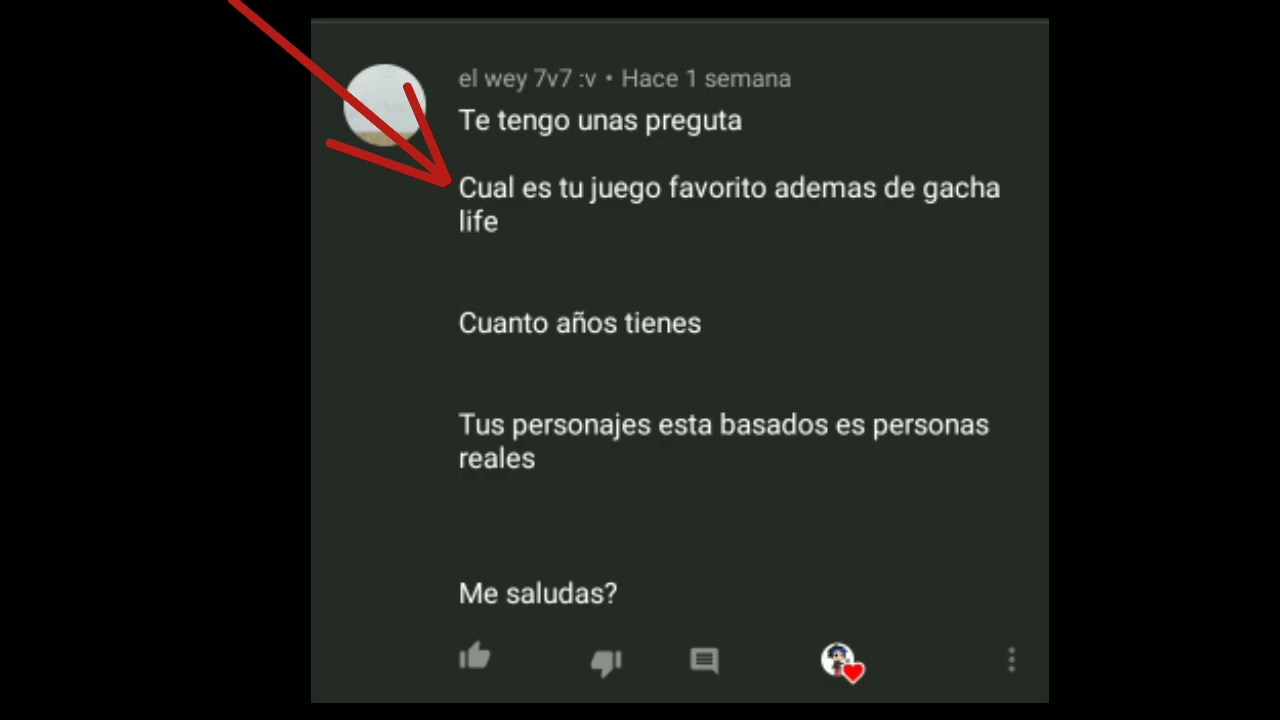 el wey 7v7 :v • Hace 1 semana
Te tengo unas preguta
Cual es tu juego favorito ademas de gacha
life
Cuanto años tienes
Tus personajes esta basados es personas
reales
Me saludas?